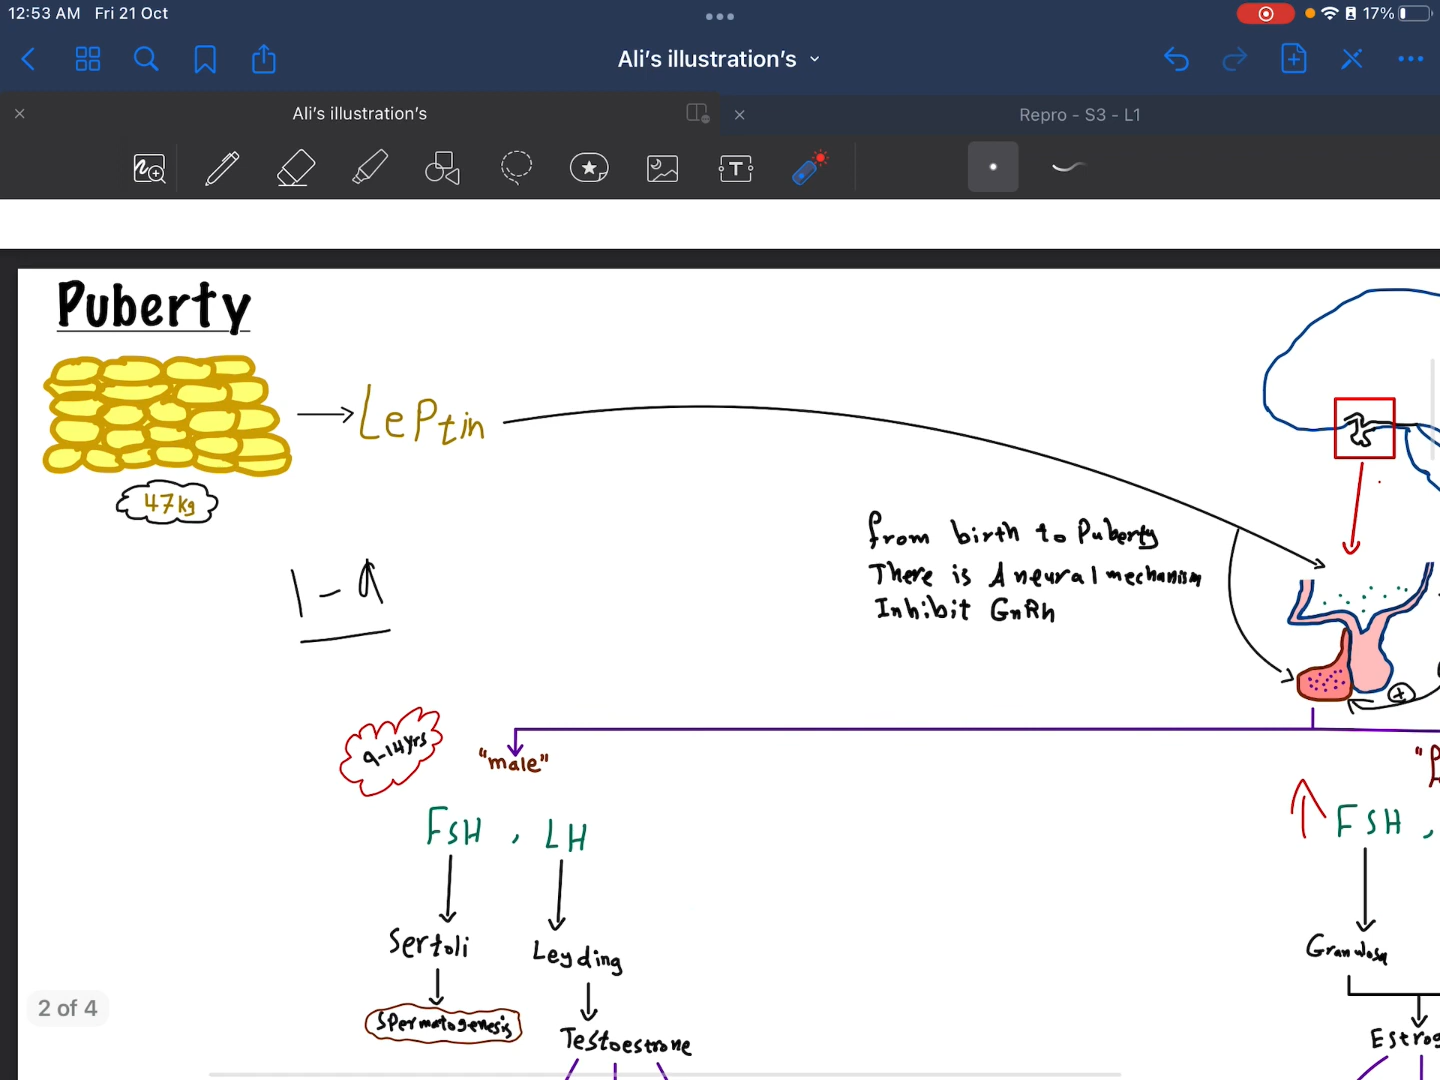 12:53 AM Fri 21 Oct
17%
Ali's illustration's
Ali's illustration's
Repro - S3 - L1
Puberty
LePtin
47kg
From birth to Puberty
There is A neural mechanism
Inhibit GnRh
9-14yrs
"male"
FSH , LH
FSH ,
Sertoli
Leyding
Granulosa
Spermatogenesis
Testoestrone
Estrog
2 of 4